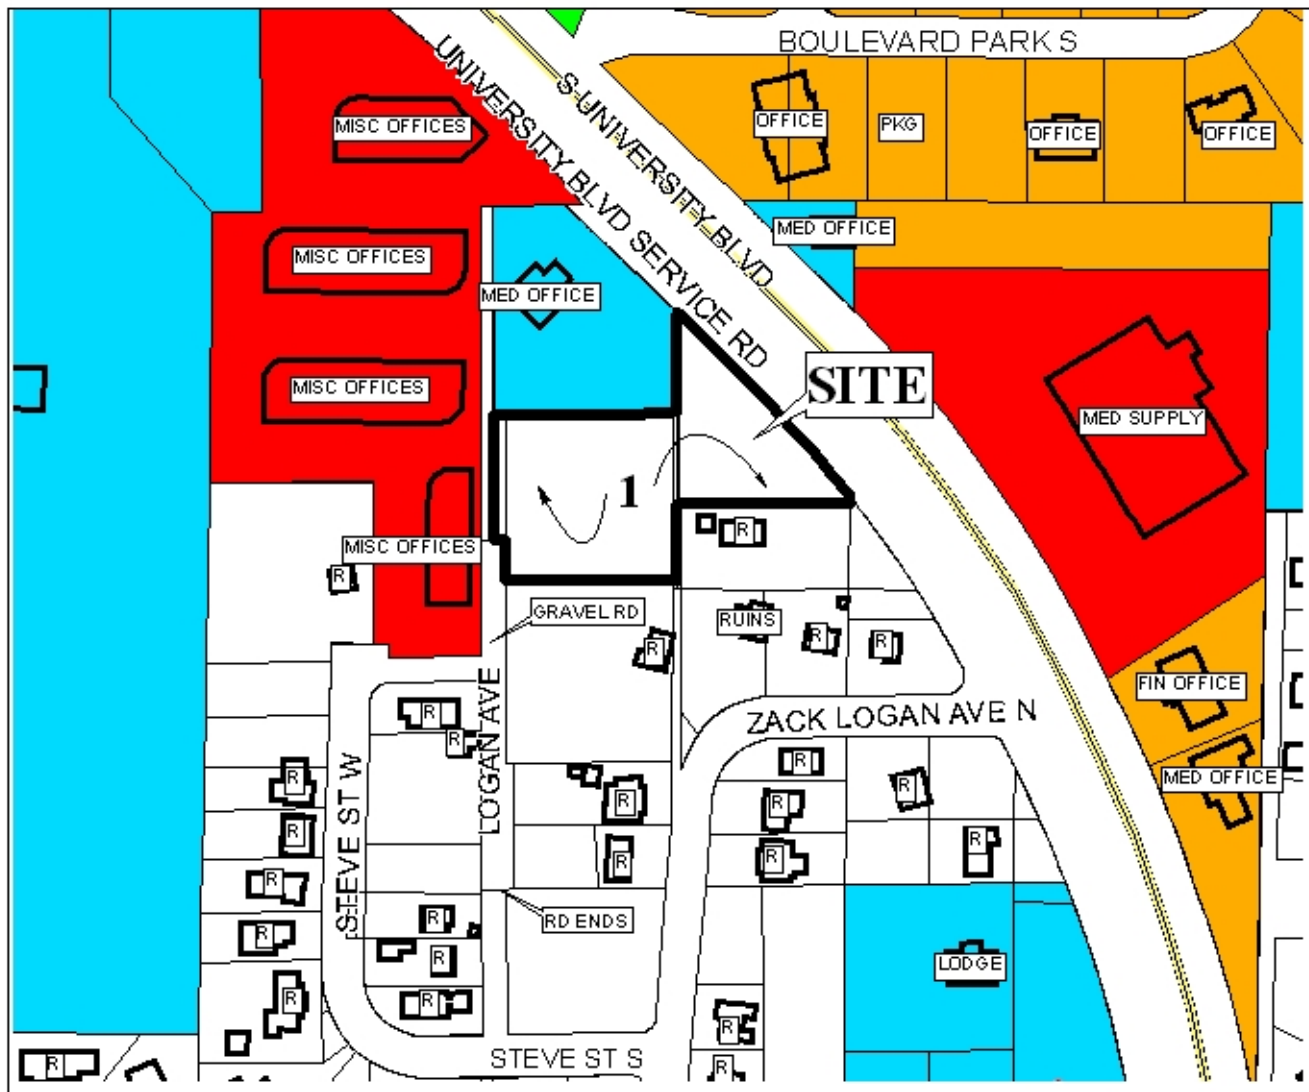 BOULEVARD PARK S
UNIVERSITY BLVD SERVICE RD
S UNIVERSITY BLVD
MISC OFFICES
OFFICE
PKG
OFFICE
OFFICE
MISC OFFICES
MED OFFICE
MED OFFICE
MISC OFFICES
SITE
MED SUPPLY
1
MISC OFFICES
R
R
GRAVEL RD
RUINS
R
R
R
FIN OFFICE
LOGAN AVE
ZACK LOGAN AVE N
R
R
STEVE ST W
R
R
R
MED OFFICE
R
R
R
R
R
R
R
R
R
RD ENDS
R
R
LODGE
R
R
R
STEVE ST S
R
R